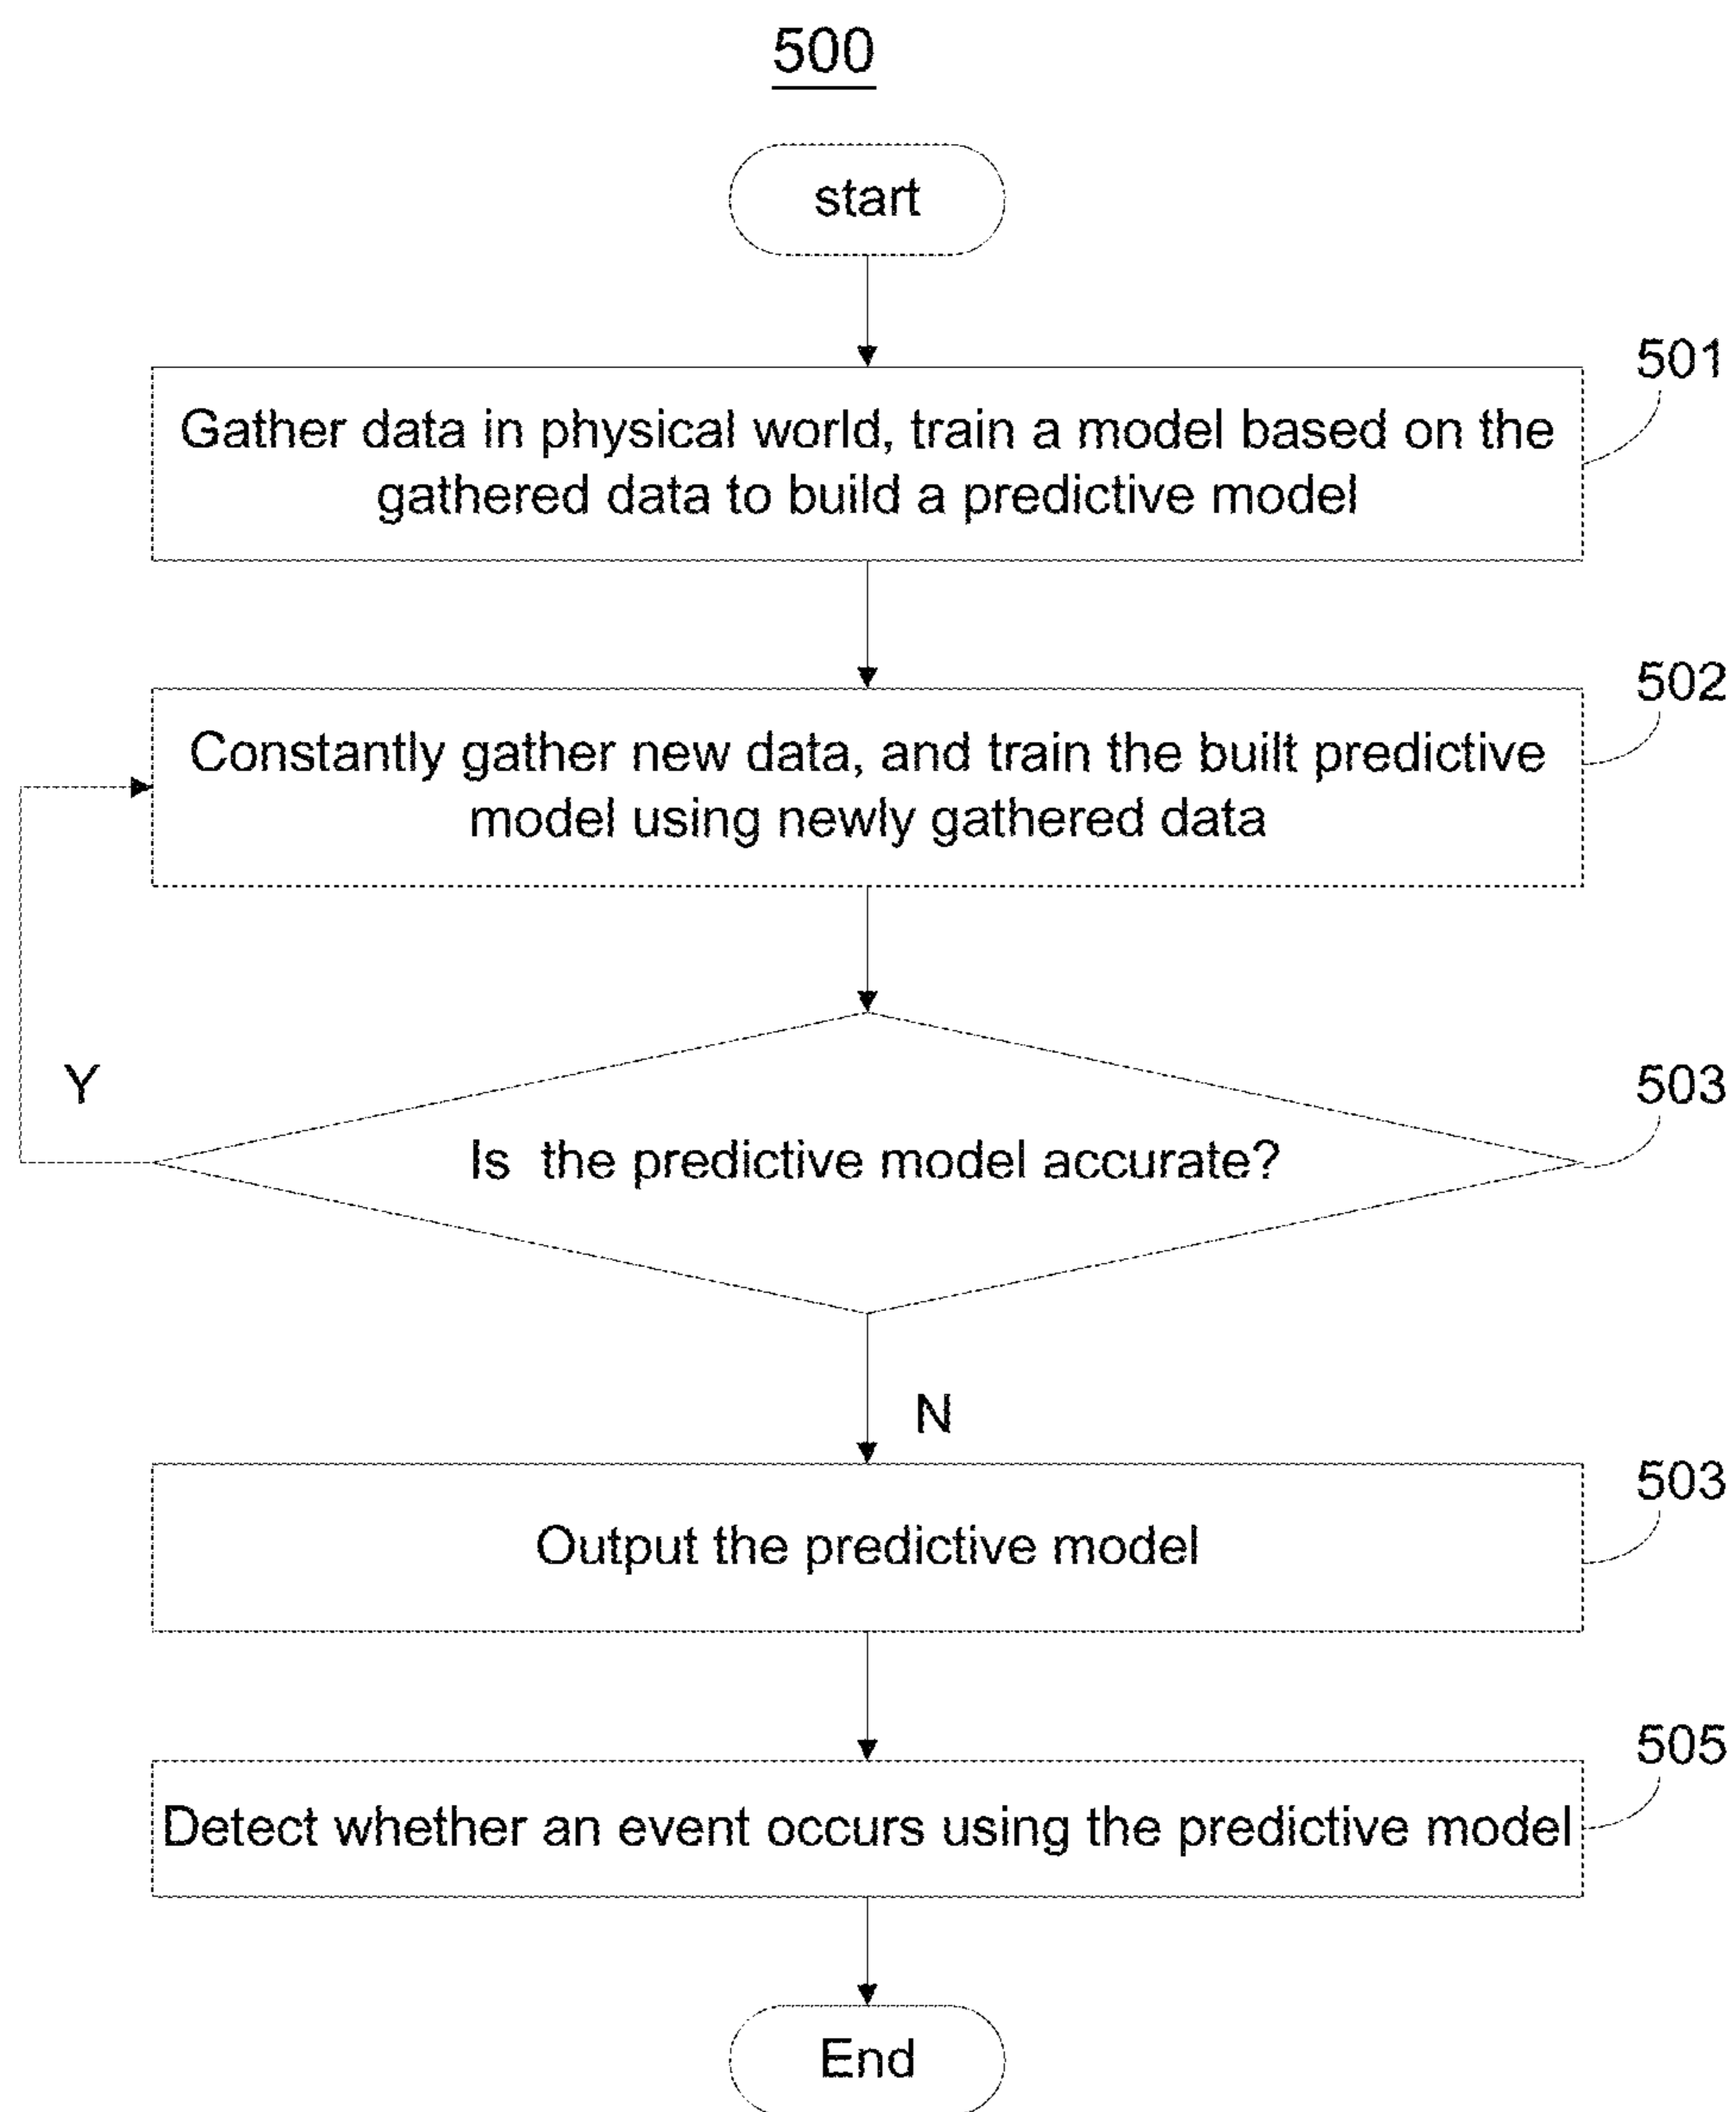 500
start
501
Gather data in physical world, train a model based on the
gathered data to build a predictive model
502
Constantly gather new data, and train the built predictive
model using newly gathered data
Y
503
Is the predictive model accurate?
N
503
Output the predictive model
505
Detect whether an event occurs using the predictive model
End